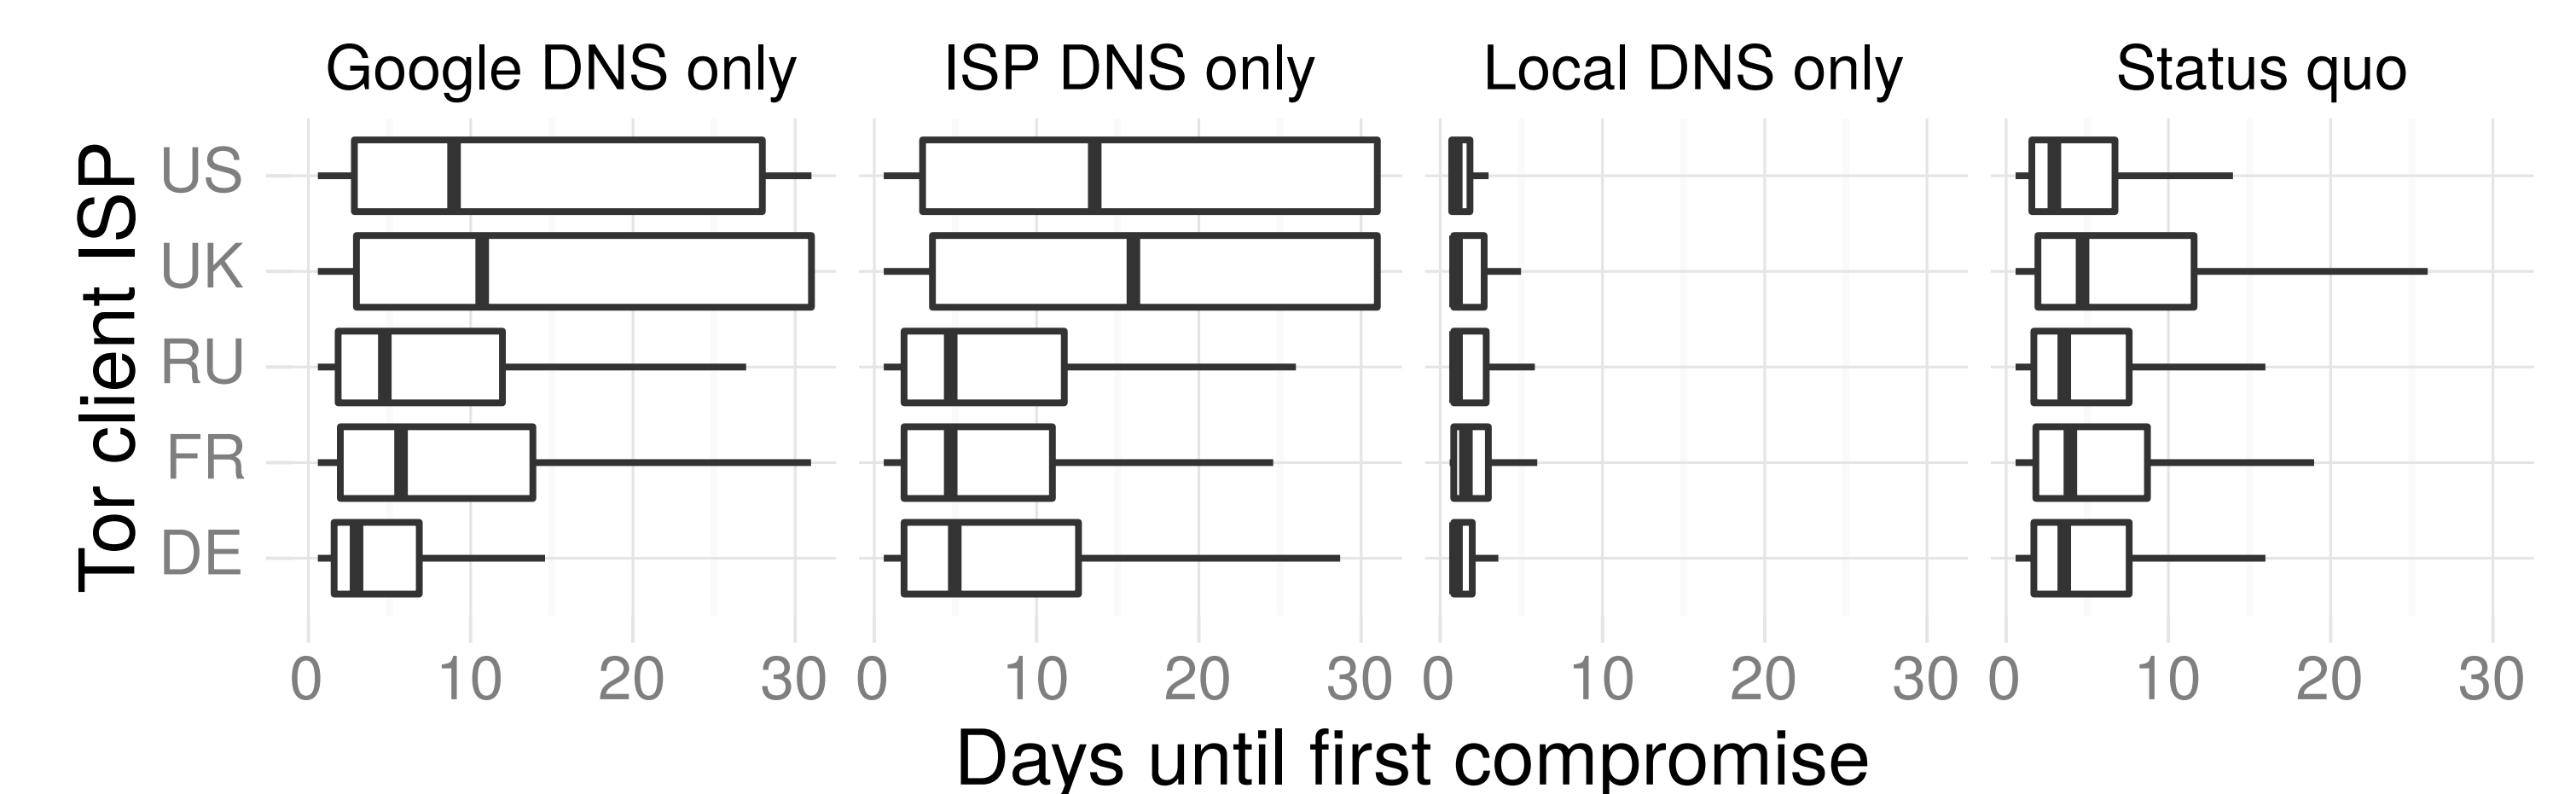 Google DNS only
ISP DNS only
Local DNS only
Status quo
Tor client ISP
US
UK
RU
FR
DE
0 10 20 30
0 10 20 30
0 10 20 30
0 10 20 30
Days until first compromise